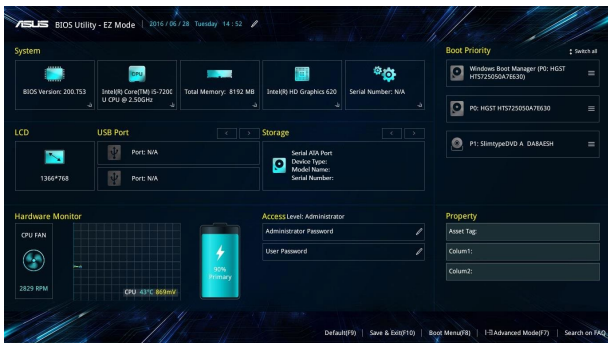 ASUS BIOS Utility - EZ Mode 2016 / 06 / 28 Tuesday 14 : 52
System
BIOS Version: 200.T53
CPU
Intel(R) Core(TM) i5-7200
U CPU @ 2.50GHz
Total Memory: 8192 MB
Intel(R) HD Graphics 620
Serial Number: N/A
Boot Priority
Switch all
Windows Boot Manager (P0: HGST
HTS725050A7E630)
P0: HGST HTS725050A7E630
P1: SlimtypeDVD A DA8AESH
LCD
1366*768
USB Port
Port: N/A
Port: N/A
Storage
Serial ATA Port
Device Type:
Model Name:
Serial Number:
Hardware Monitor
CPU FAN
2829 RPM
CPU 43°C 869mV
90%
Primary
Access Level: Administrator
Administrator Password
User Password
Property
Asset Tag:
Colum1:
Colum2:
Default(F9) | Save & Exit(F10) | Boot Menu(F8) | Advanced Mode(F7) | Search on FAQ